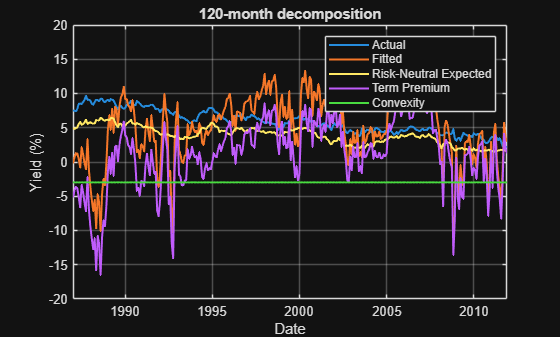 120-month decomposition
Actual
Fitted
Risk-Neutral Expected
Term Premium
Convexity
20
15
10
5
0
-5
-10
-15
-20
Yield (%)
1990
1995
2000
2005
2010
Date